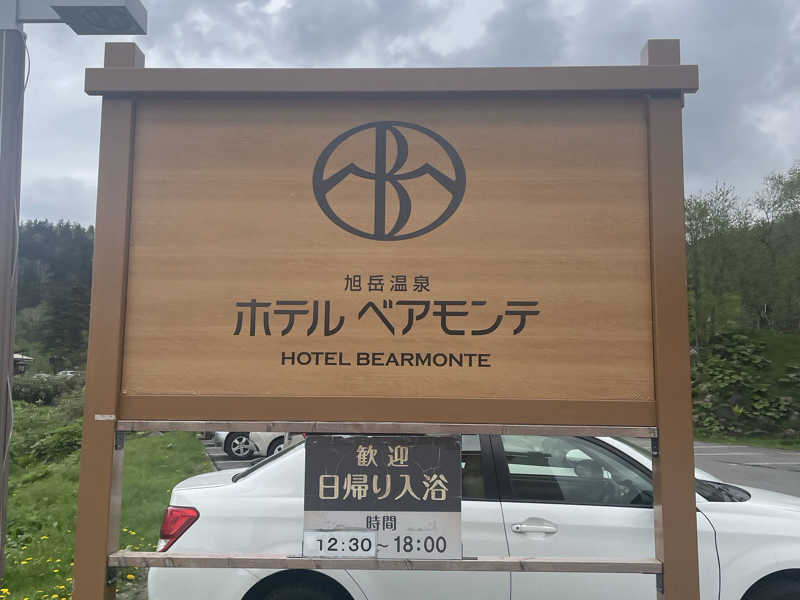 旭岳温泉
ホテル ベアモンテ
HOTEL BEARMONTE
歓迎
日帰り入浴
時間
12:30~18:00